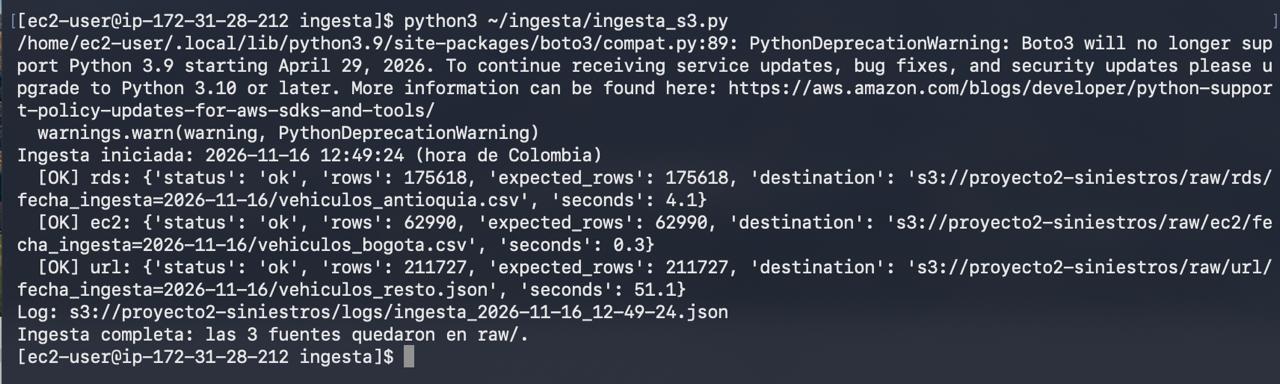 [[ec2-user@ip-172-31-28-212 ingesta]$ python3 ~/ingesta/ingesta_s3.py ]
/home/ec2-user/.local/lib/python3.9/site-packages/boto3/compat.py:89: PythonDeprecationWarning: Boto3 will no longer sup
port Python 3.9 starting April 29, 2026. To continue receiving service updates, bug fixes, and security updates please u
pgrade to Python 3.10 or later. More information can be found here: https://aws.amazon.com/blogs/developer/python-suppor
t-policy-updates-for-aws-sdks-and-tools/
  warnings.warn(warning, PythonDeprecationWarning)
Ingesta iniciada: 2026-11-16 12:49:24 (hora de Colombia)
  [OK] rds: {'status': 'ok', 'rows': 175618, 'expected_rows': 175618, 'destination': 's3://proyecto2-siniestros/raw/rds/
fecha_ingesta=2026-11-16/vehiculos_antioquia.csv', 'seconds': 4.1}
  [OK] ec2: {'status': 'ok', 'rows': 62990, 'expected_rows': 62990, 'destination': 's3://proyecto2-siniestros/raw/ec2/fe
cha_ingesta=2026-11-16/vehiculos_bogota.csv', 'seconds': 0.3}
  [OK] url: {'status': 'ok', 'rows': 211727, 'expected_rows': 211727, 'destination': 's3://proyecto2-siniestros/raw/url/
fecha_ingesta=2026-11-16/vehiculos_resto.json', 'seconds': 51.1}
Log: s3://proyecto2-siniestros/logs/ingesta_2026-11-16_12-49-24.json
Ingesta completa: las 3 fuentes quedaron en raw/.
[ec2-user@ip-172-31-28-212 ingesta]$